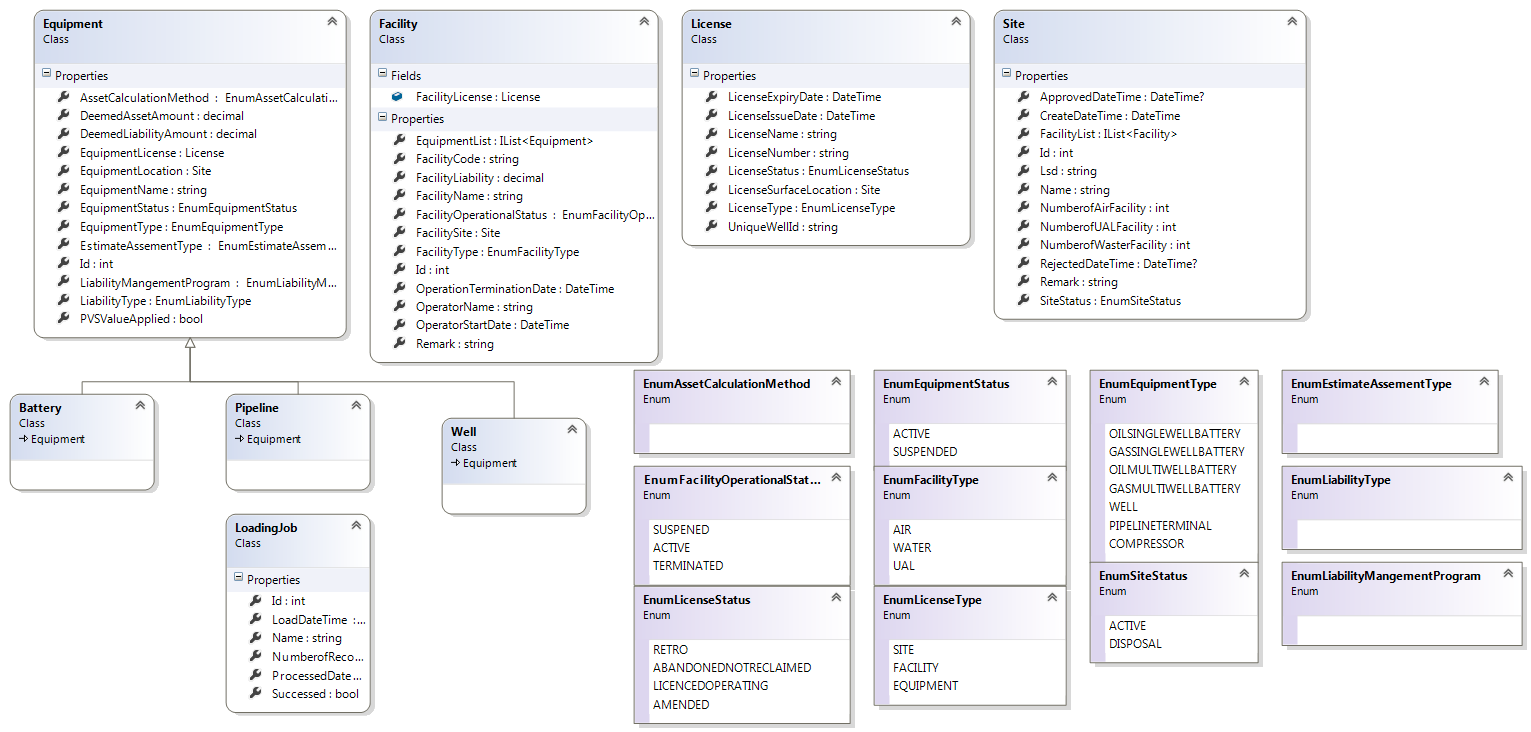 Equipment
Class
Properties
AssetCalculationMethod : EnumAssetCalculati...
DeemedAssetAmount : decimal
DeemedLiabilityAmount : decimal
EquipmentLicense : License
EquipmentLocation : Site
EquipmentName : string
EquipmentStatus : EnumEquipmentStatus
EquipmentType : EnumEquipmentType
EstimateAssementType : EnumEstimateAssem...
Id : int
LiabilityMangementProgram : EnumLiabilityM...
LiabilityType : EnumLiabilityType
PVSValueApplied : bool
Facility
Class
Fields
FacilityLicense : License
Properties
EquipmentList : IList<Equipment>
FacilityCode : string
FacilityLiability : decimal
FacilityName : string
FacilityOperationalStatus : EnumFacilityOp...
FacilitySite : Site
FacilityType : EnumFacilityType
Id : int
OperationTerminationDate : DateTime
OperatorName : string
OperatorStartDate : DateTime
Remark : string
License
Class
Properties
LicenseExpiryDate : DateTime
LicenseIssueDate : DateTime
LicenseName : string
LicenseNumber : string
LicenseStatus : EnumLicenseStatus
LicenseSurfaceLocation : Site
LicenseType : EnumLicenseType
UniqueWellId : string
Site
Class
Properties
ApprovedDateTime : DateTime?
CreateDateTime : DateTime
FacilityList : IList<Facility>
Id : int
Lsd : string
Name : string
NumberofAirFacility : int
NumberofUALFacility : int
NumberofWasterFacility : int
RejectedDateTime : DateTime?
Remark : string
SiteStatus : EnumSiteStatus
Battery
Class
Equipment
Pipeline
Class
Equipment
Well
Class
Equipment
LoadingJob
Class
Properties
Id : int
LoadDateTime :...
Name : string
NumberofReco...
ProcessedDate...
Successed : bool
EnumAssetCalculationMethod
Enum
EnumEquipmentStatus
Enum
ACTIVE
SUSPENDED
EnumEquipmentType
Enum
OILSINGLEWELLBATTERY
GASSINGLEWELLBATTERY
OILMULTIWELLBATTERY
GASMULTIWELLBATTERY
WELL
PIPELINETERMINAL
COMPRESSOR
EnumEstimateAssementType
Enum
EnumFacilityOperationalStat...
Enum
SUSPENED
ACTIVE
TERMINATED
EnumFacilityType
Enum
AIR
WATER
UAL
EnumLiabilityType
Enum
EnumSiteStatus
Enum
ACTIVE
DISPOSAL
EnumLiabilityMangementProgram
Enum
EnumLicenseStatus
Enum
RETRO
ABANDONEDNOTRECLAIMED
LICENCEDOPERATING
AMENDED
EnumLicenseType
Enum
SITE
FACILITY
EQUIPMENT